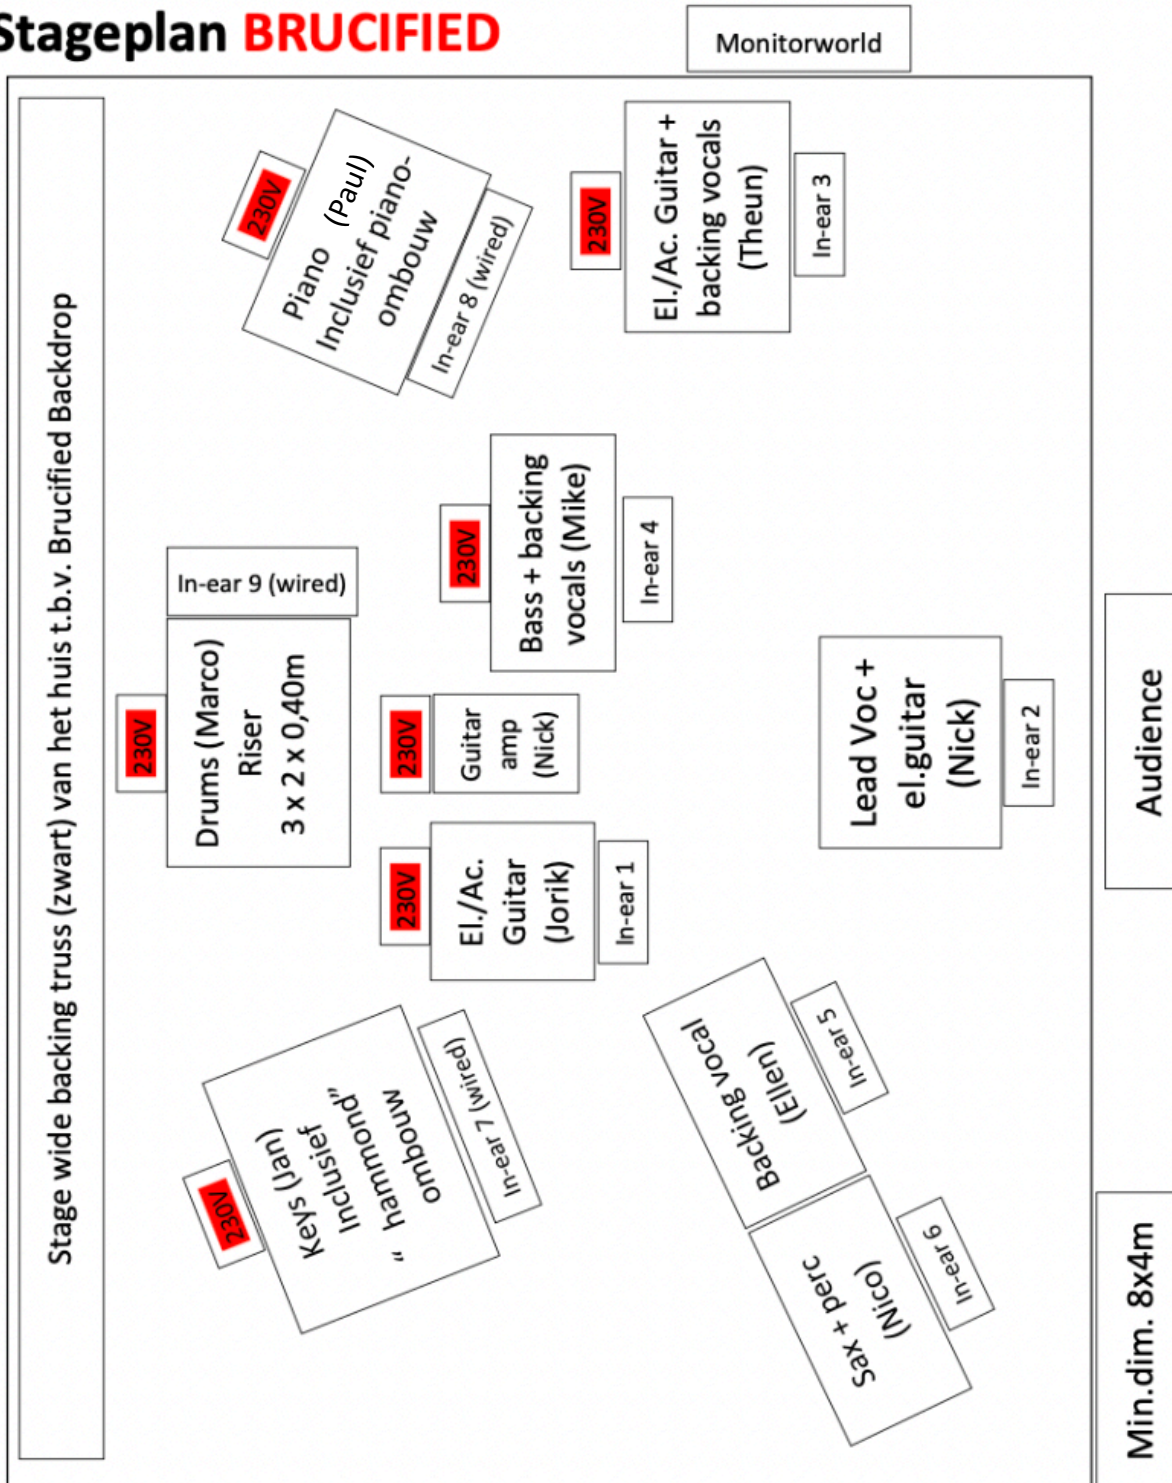 Stageplan BRUCIFIED
Monitorworld
Stage wide backing truss (zwart) van het huis t.b.v. Brucified Backdrop
230V
Piano (Paul)
Inclusief piano-
ombouw
In-ear 8 (wired)
230V
El./Ac. Guitar +
backing vocals
(Theun)
In-ear 3
230V
Bass + backing
vocals (Mike)
In-ear 4
In-ear 9 (wired)
230V
Drums (Marco)
Riser
3 x 2 x 0,40m
230V
Guitar
amp
(Nick)
Lead Voc +
el.guitar
(Nick)
In-ear 2
230V
El./Ac.
Guitar
(Jorik)
In-ear 1
230V
Keys (Jan)
Inclusief
“ hammond”
ombouw
In-ear 7 (wired)
Backing vocal
(Ellen)
In-ear 5
Sax + perc
(Nico)
In-ear 6
Audience
Min.dim. 8x4m